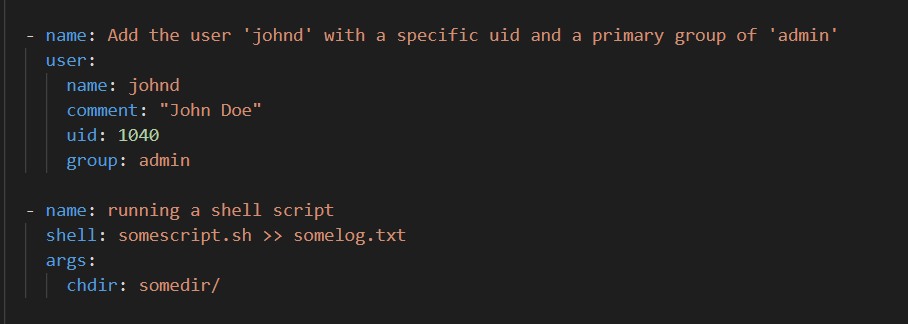 - name: Add the user 'johnd' with a specific uid and a primary group of 'admin'
  user:
    name: johnd
    comment: "John Doe"
    uid: 1040
    group: admin

- name: running a shell script
  shell: somescript.sh >> somelog.txt
  args:
    chdir: somedir/